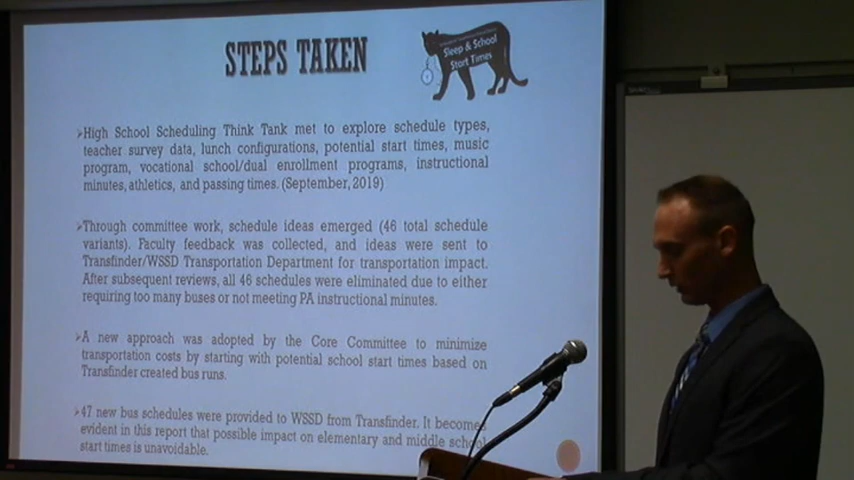 STEPS TAKEN
Sleep & School
Start Times
➢High School Scheduling Think Tank met to explore schedule types,
teacher survey data, lunch configurations, potential start times, music
program, vocational school/dual enrollment programs, instructional
minutes, athletics, and passing times. (September, 2019)
➢Through committee work, schedule ideas emerged (46 total schedule
variants). Faculty feedback was collected, and ideas were sent to
Transfinder/WSSD Transportation Department for transportation impact.
After subsequent reviews, all 46 schedules were eliminated due to either
requiring too many buses or not meeting PA instructional minutes.
➢A new approach was adopted by the Core Committee to minimize
transportation costs by starting with potential school start times based on
Transfinder created bus runs.
➢47 new bus schedules were provided to WSSD from Transfinder. It becomes
evident in this report that possible impact on elementary and middle school
start times is unavoidable.